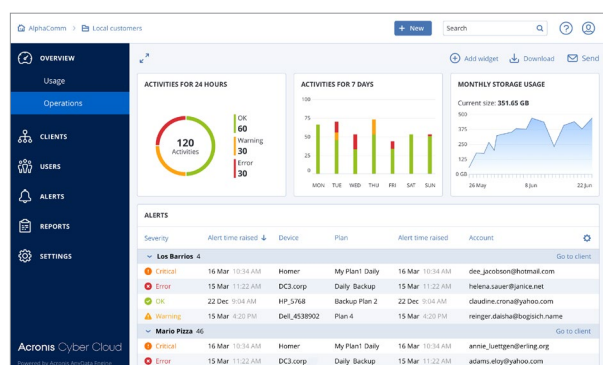 AlphaComm > Local customers
+ New
Search
OVERVIEW
Usage
Operations
CLIENTS
USERS
ALERTS
REPORTS
SETTINGS
Acronis Cyber Cloud
Powered by Acronis AnyData Engine
Add widget
Download
Send
ACTIVITIES FOR 24 HOURS
120
Activities
OK
60
Warning
30
Error
30
ACTIVITIES FOR 7 DAYS
100
75
50
25
0
MON TUE WED THU FRI SAT SUN
MONTHLY STORAGE USAGE
Current size: 351.65 GB
500
375
250
125
0 GB
26 May 8 Jun 22 Jun
ALERTS
Severity Alert time raised ↓ Device Plan Alert time raised Account
Los Barrios 4 Go to client
Critical 16 Mar 10:34 AM Homer My Plan1 Daily 16 Mar 10:34 AM dee_jacobson@hotmail.com
Error 15 Mar 11:22 AM DC3.corp Daily Backup 15 Mar 11:22 AM helena.sauer@janice.net
OK 22 Dec 9:04 AM HP_5768 Backup Plan 2 22 Dec 9:04 AM claudine.crona@yahoo.com
Warning 15 Mar 4:20 PM Dell_4538902 Plan 4 15 Mar 4:20 PM reinger.daisha@bogisich.name
Mario Pizza 46 Go to client
Critical 16 Mar 10:34 AM Homer My Plan1 Daily 16 Mar 10:34 AM annie_luettgen@erling.org
Error 15 Mar 11:22 AM DC3.corp Daily Backup 15 Mar 11:22 AM adams.eloy@yahoo.com